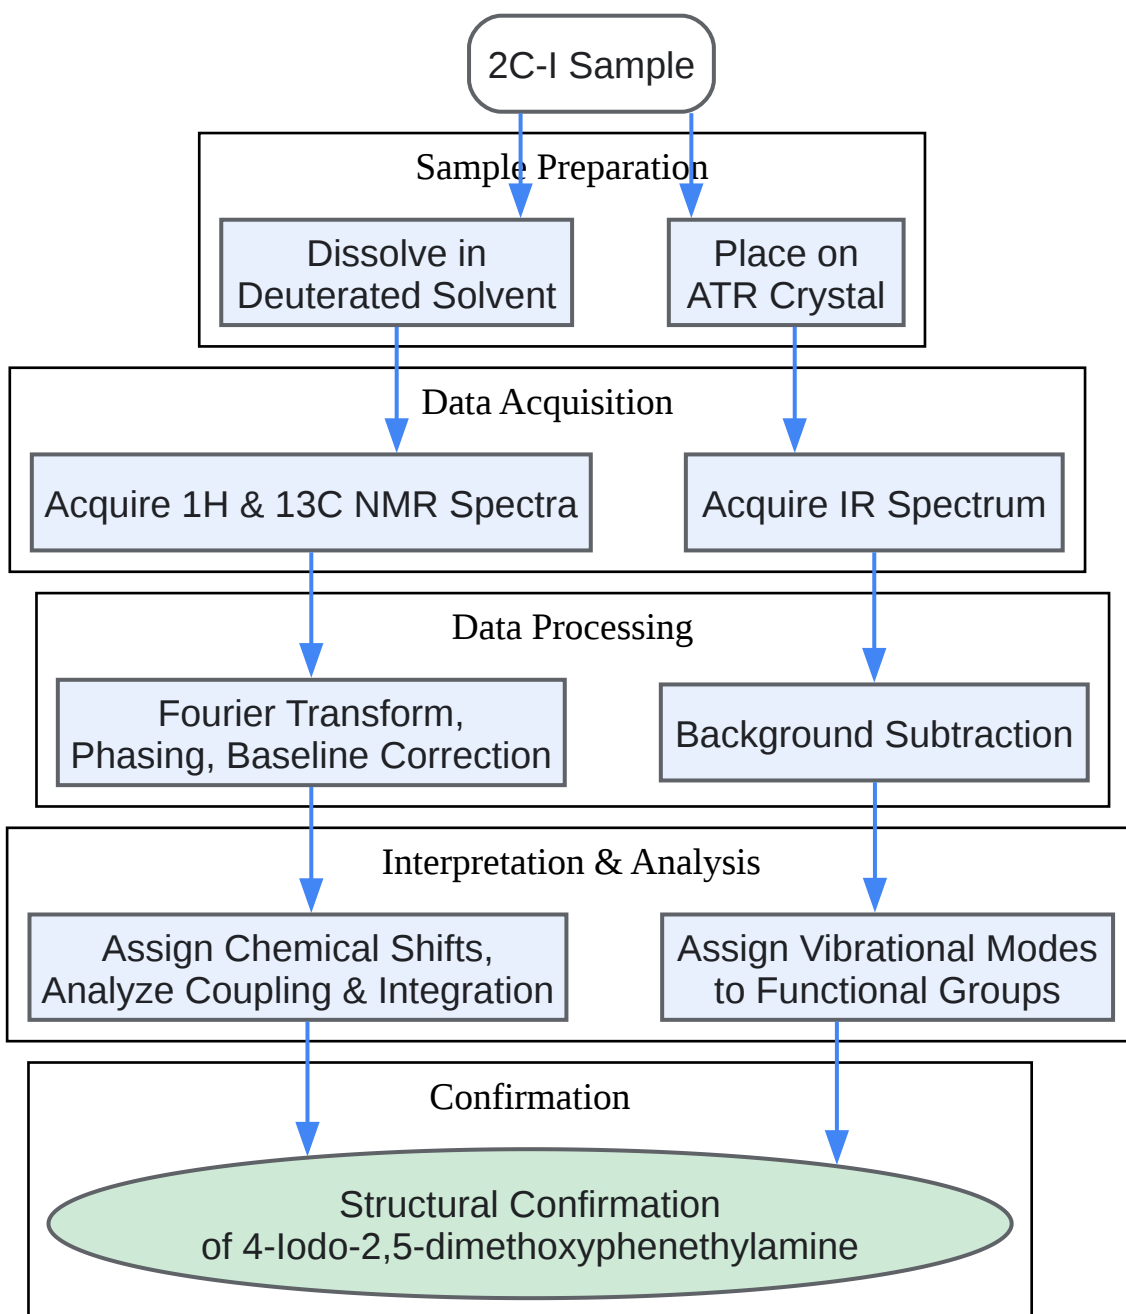 2C-I Sample
Sample Preparation
Dissolve in
Deuterated Solvent
Place on
ATR Crystal
Data Acquisition
Acquire 1H & 13C NMR Spectra
Acquire IR Spectrum
Data Processing
Fourier Transform,
Phasing, Baseline Correction
Background Subtraction
Interpretation & Analysis
Assign Chemical Shifts,
Analyze Coupling & Integration
Assign Vibrational Modes
to Functional Groups
Confirmation
Structural Confirmation
of 4-Iodo-2,5-dimethoxyphenethylamine